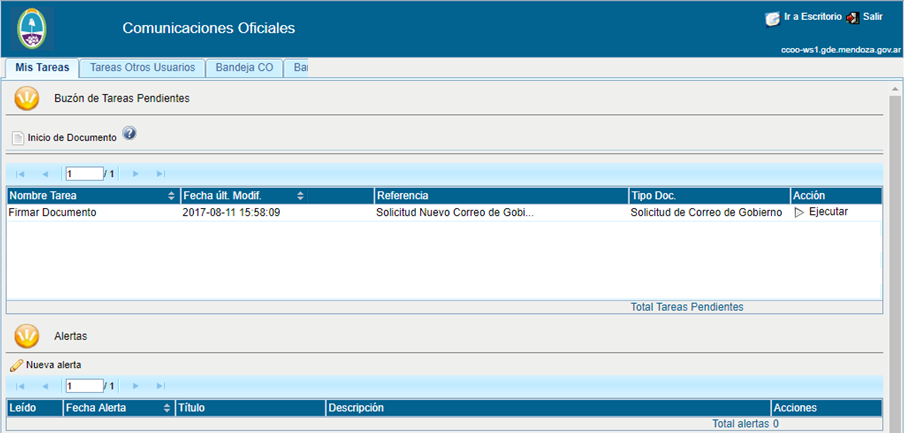 Comunicaciones Oficiales
Ir a Escritorio Salir
ccoo-ws1.gde.mendoza.gov.ar
Mis Tareas Tareas Otros Usuarios Bandeja CO Bar
Buzón de Tareas Pendientes
Inicio de Documento ?
1 / 1
Nombre Tarea Fecha últ. Modif. Referencia Tipo Doc. Acción
Firmar Documento 2017-08-11 15:58:09 Solicitud Nuevo Correo de Gobi... Solicitud de Correo de Gobierno Ejecutar
Total Tareas Pendientes
Alertas
Nueva alerta
1 / 1
Leído Fecha Alerta Título Descripción Acciones
Total alertas 0